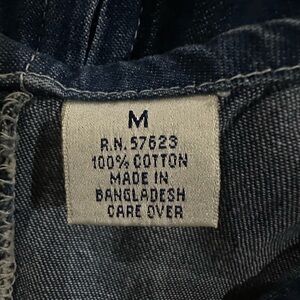 M
R.N. 57623
100% COTTON
MADE IN
BANGLADESH
CARE OVER